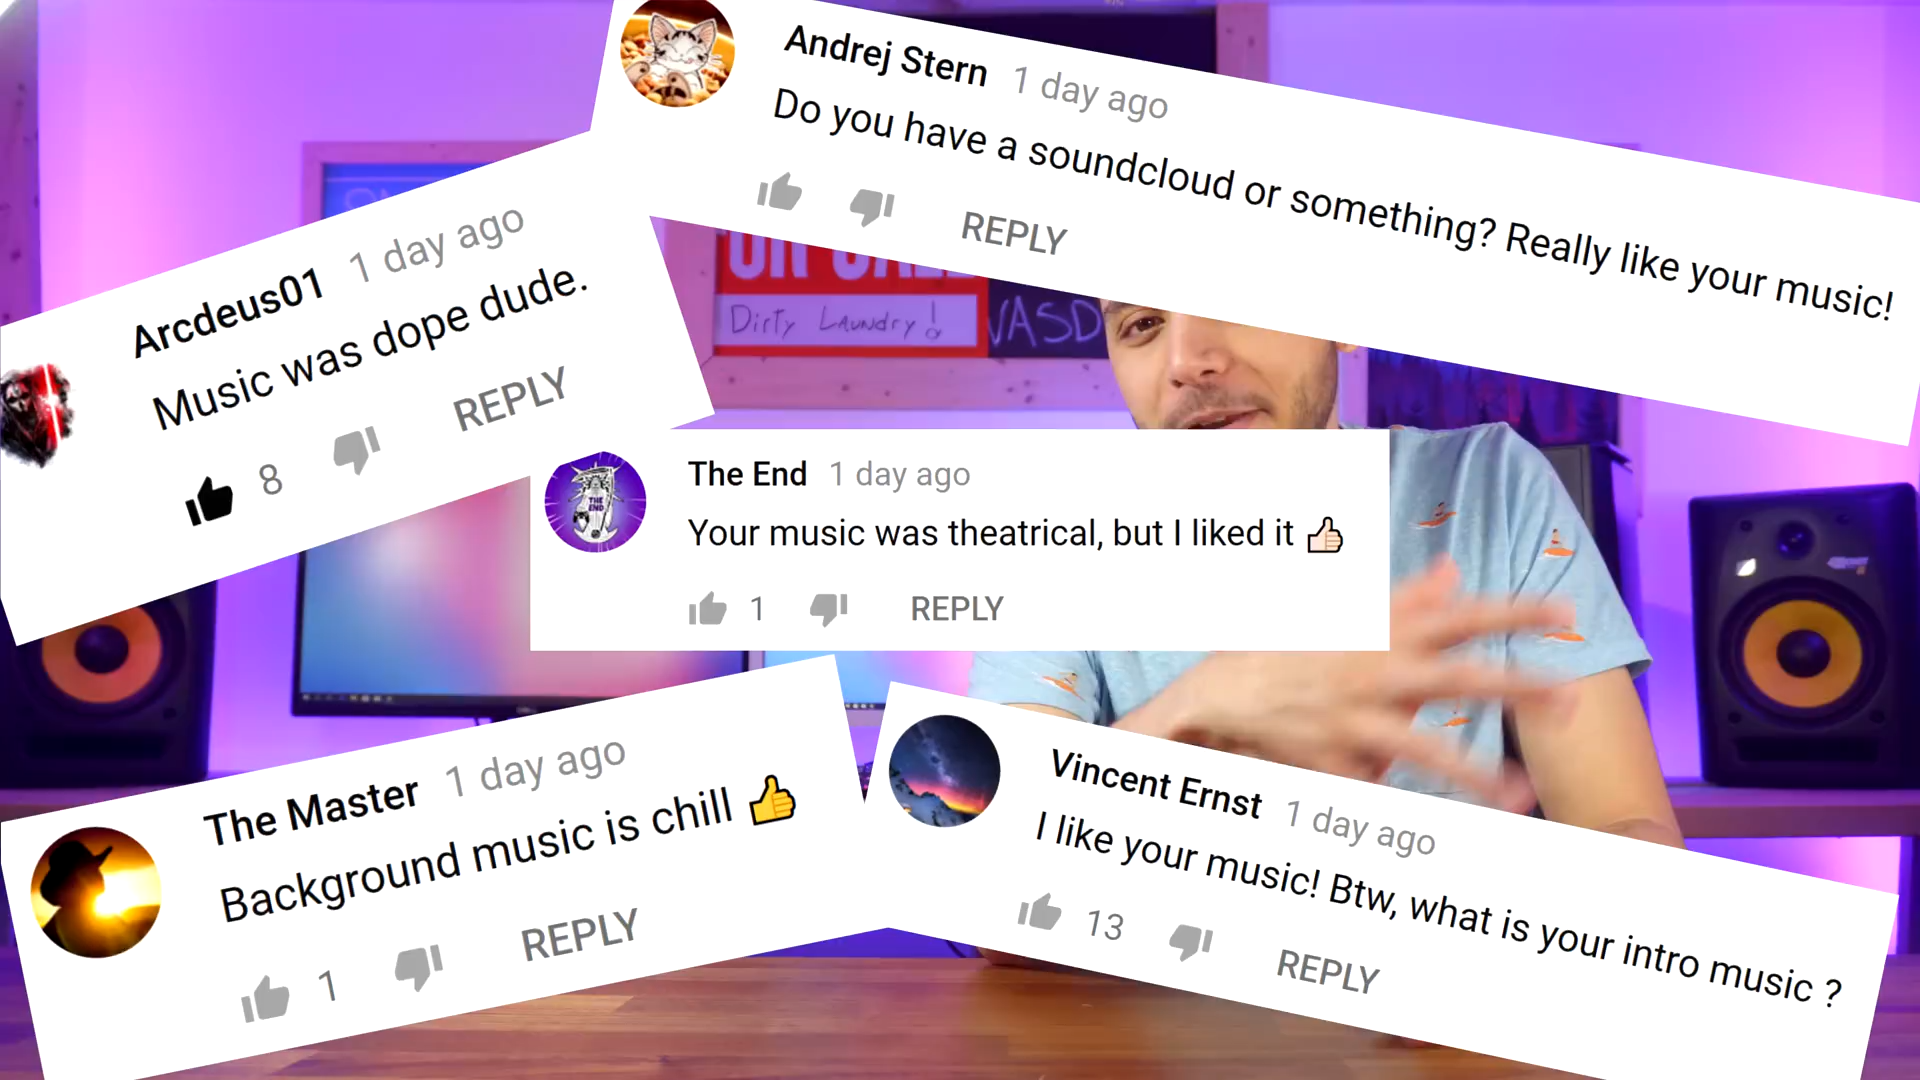 Andrej Stern 1 day ago
Do you have a soundcloud or something? Really like your music!
REPLY
Arcdeus01 1 day ago
Music was dope dude.
8 REPLY
Dirty Laundry!
WASD
The End 1 day ago
Your music was theatrical, but I liked it 👍🏻
1 REPLY
THE
END
The Master 1 day ago
Background music is chill 👍
1 REPLY
Vincent Ernst 1 day ago
I like your music! Btw, what is your intro music ?
13 REPLY